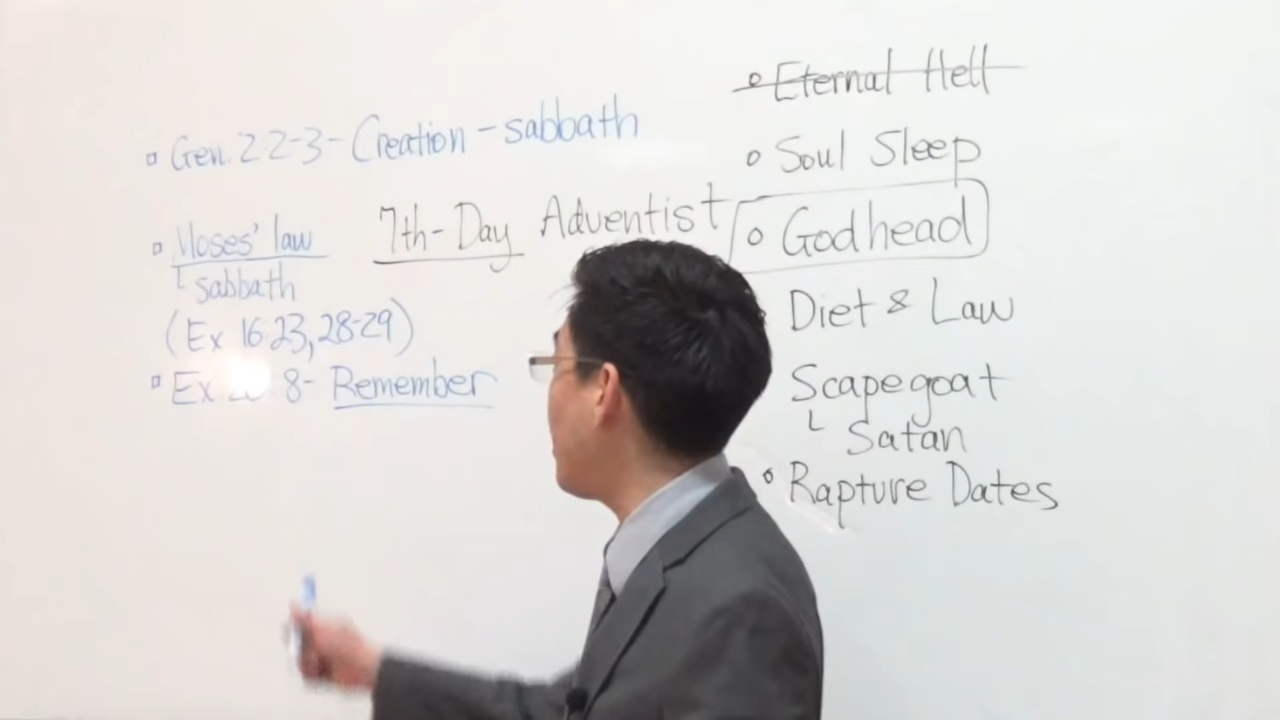 Gen. 2:2-3 - Creation - sabbath
7th-Day Adventist
Moses' law
sabbath
(Ex 16:23, 28-29)
Ex 8 - Remember
Eternal Hell
Soul Sleep
Godhead
Diet & Law
Scapegoat
Satan
Rapture Dates